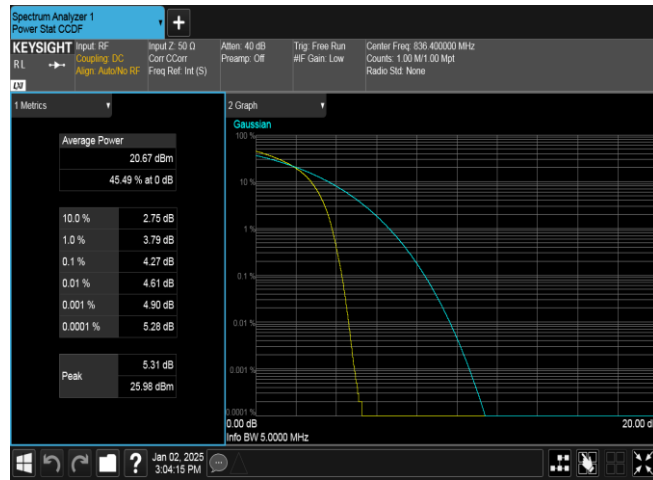 Spectrum Analyzer 1
Power Stat CCDF
+
KEYSIGHT
RL
LXI
Input: RF
Coupling: DC
Align: Auto/No RF
Input Z: 50 Ω
Corr CCorr
Freq Ref: Int (S)
Atten: 40 dB
Preamp: Off
Trig: Free Run
#IF Gain: Low
Center Freq: 836.400000 MHz
Counts: 1.00 M/1.00 Mpt
Radio Std: None
1 Metrics
Average Power
20.67 dBm
45.49 % at 0 dB
10.0 % 2.75 dB
1.0 % 3.79 dB
0.1 % 4.27 dB
0.01 % 4.61 dB
0.001 % 4.90 dB
0.0001 % 5.28 dB
Peak
5.31 dB
25.98 dBm
2 Graph
Gaussian
100 %
10 %
1 %
0.1 %
0.01 %
0.001 %
0.0001 %
0.00 dB
20.00 d
Info BW 5.0000 MHz
?
Jan 02, 2025
3:04:15 PM